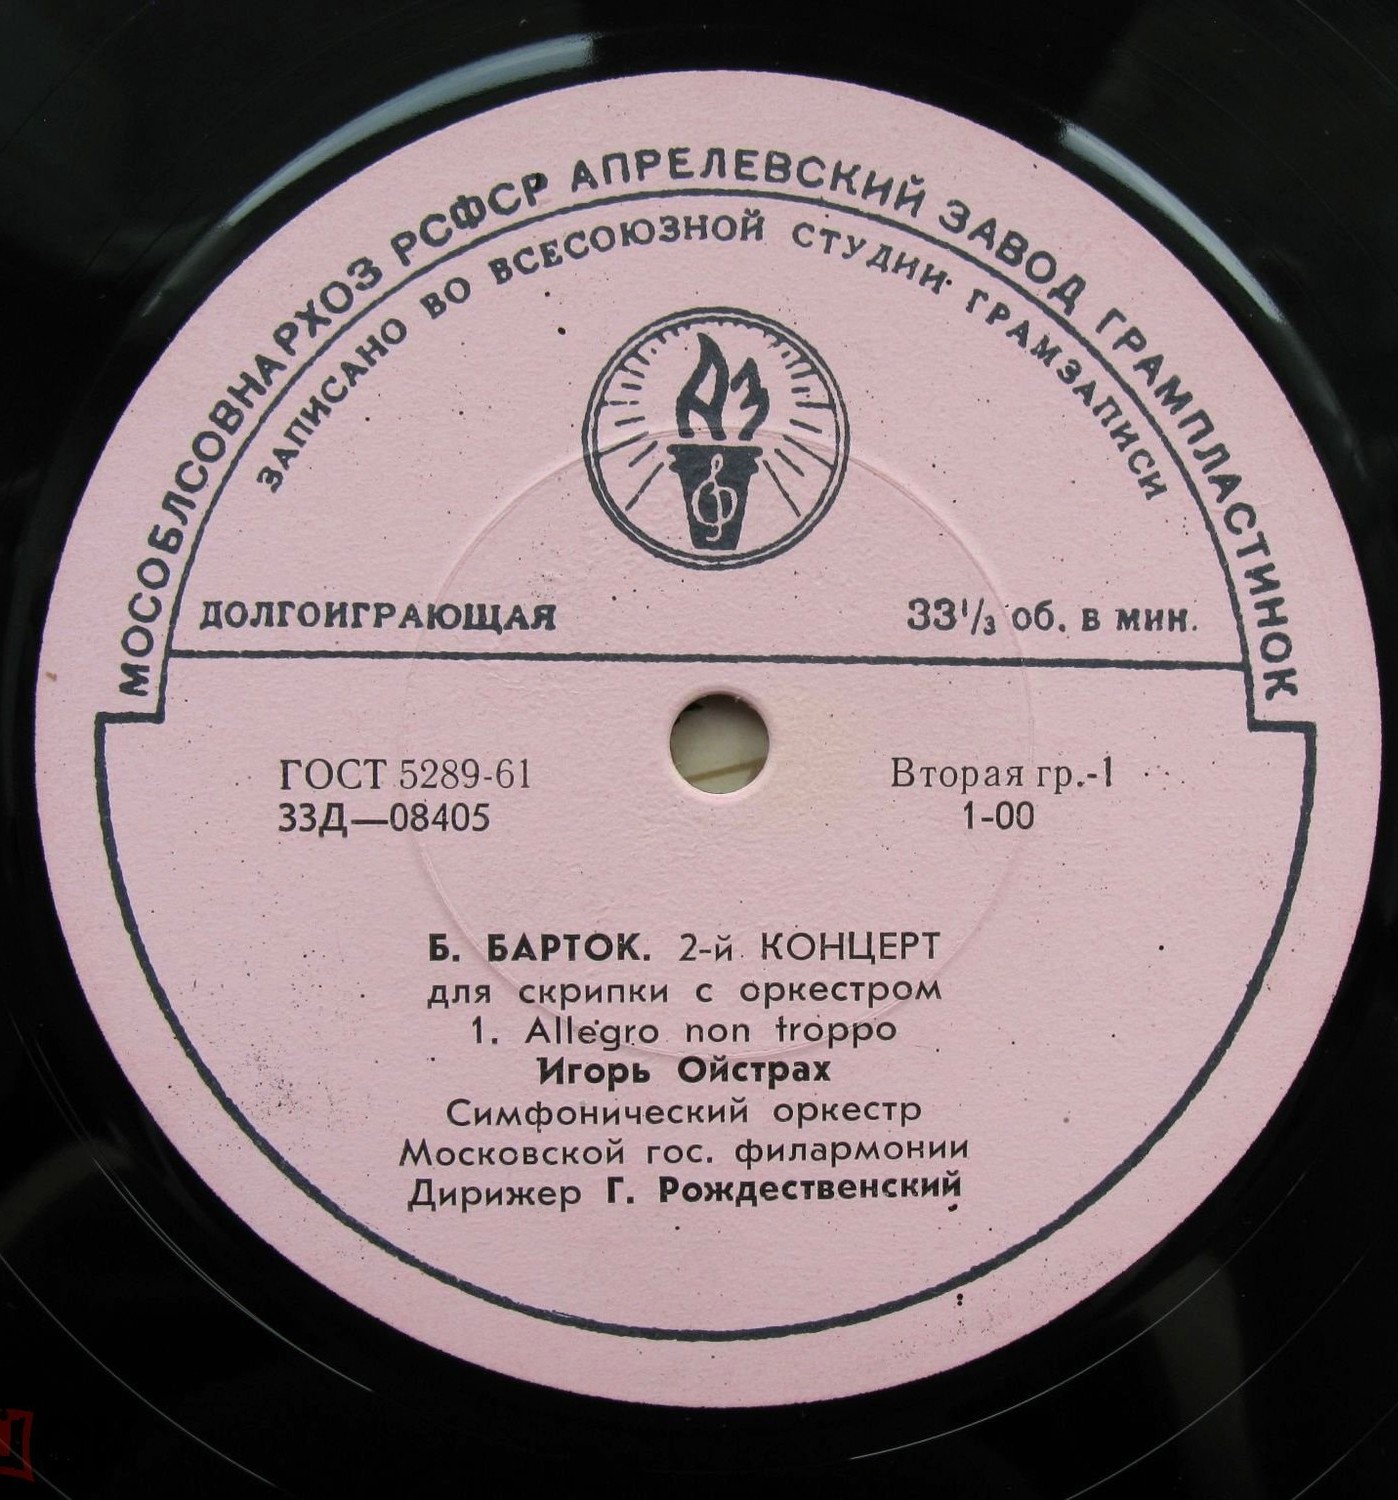 МОСОБЛСОВНАРХОЗ РСФСР АПРЕЛЕВСКИЙ ЗАВОД ГРАМПЛАСТИНОК
ЗАПИСАНО ВО ВСЕСОЮЗНОЙ СТУДИИ ГРАМЗАПИСИ
АЗ
ДОЛГОИГРАЮЩАЯ 33 1/3 об. в мин.
ГОСТ 5289-61 Вторая гр.-1
33Д—08405 1-00
Б. БАРТОК. 2-й КОНЦЕРТ
для скрипки с оркестром
1. Allegro non troppo
Игорь Ойстрах
Симфонический оркестр
Московской гос. филармонии
Дирижер Г. Рождественский